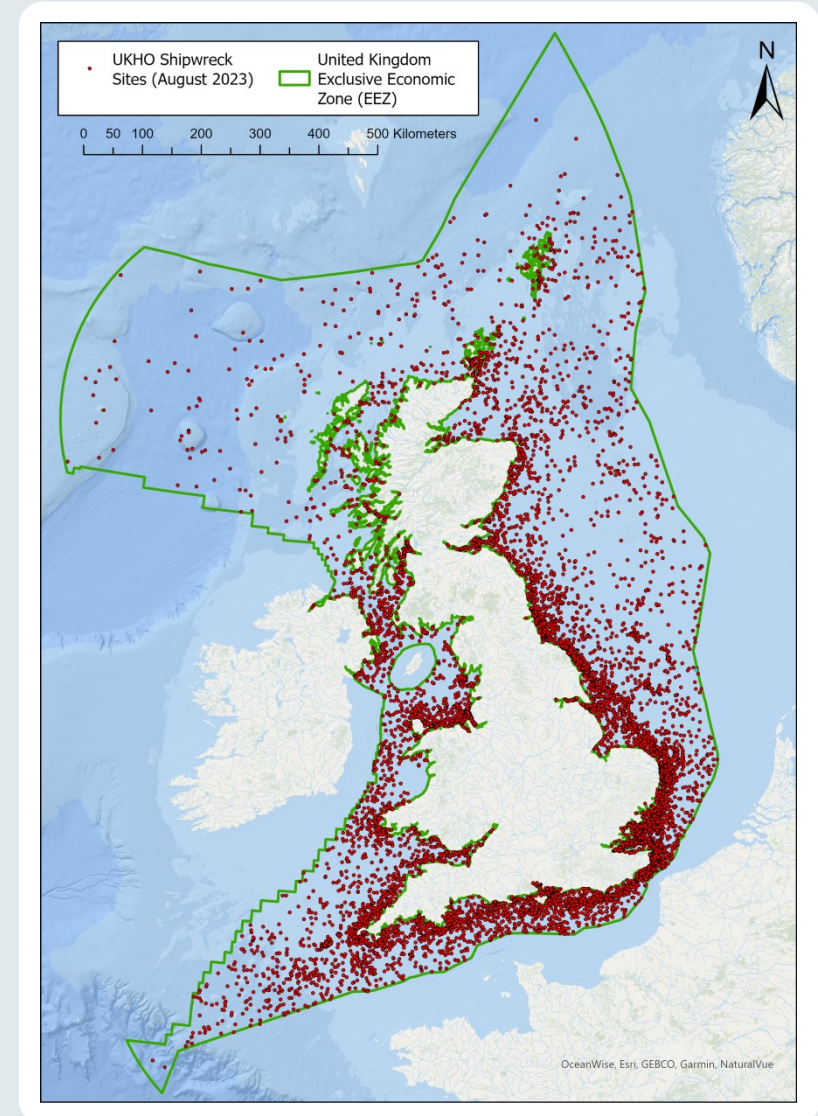 UKHO Shipwreck
Sites (August 2023)
United Kingdom
Exclusive Economic
Zone (EEZ)
N
0 50 100 200 300 400 500 Kilometers
OceanWise, Esri, GEBCO, Garmin, NaturalVue